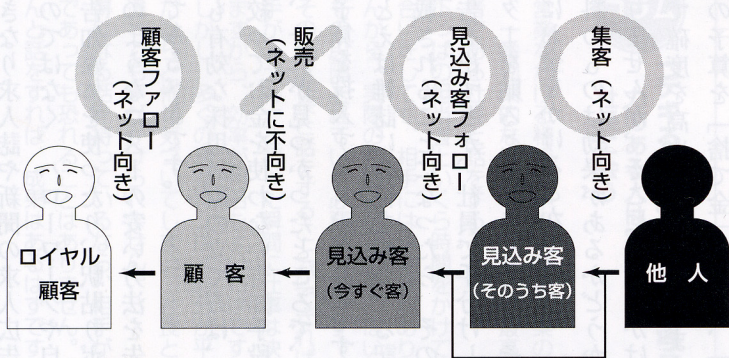 集客（ネット向き）
見込み客フォロー
（ネット向き）
販売
（ネットに不向き）
顧客ファロー
（ネット向き）
他　人
見込み客
（そのうち客）
見込み客
（今すぐ客）
顧　客
ロイヤル
顧客